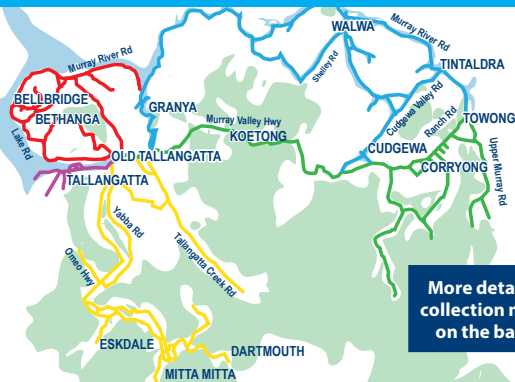 WALWA
Murray River Rd
Murray River Rd
Shelley Rd
TINTALDRA
BELLBRIDGE
GRANYA
Cudgewa Valley Rd
BETHANGA
Murray Valley Hwy
Ranch Rd
TOWONG
KOETONG
Lake Rd
CUDGEWA
OLD TALLANGATTA
CORRYONG
Upper Murray Rd
TALLANGATTA
Yabba Rd
Tallangatta Creek Rd
Omeo Hwy
More deta
collection
on the ba
ESKDALE
DARTMOUTH
MITTA MITTA